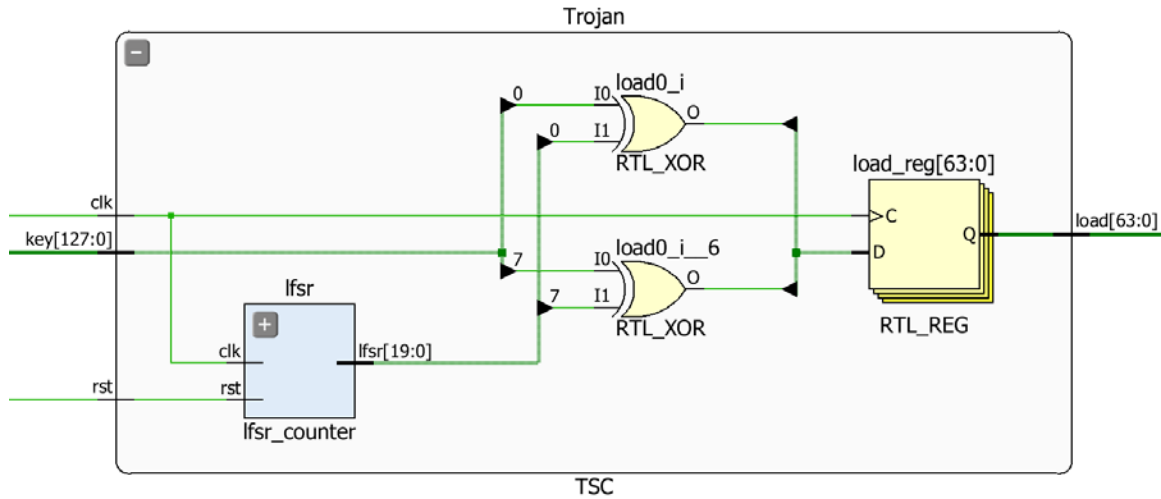 Trojan
−
load0_i
0
I0
O
0
I1
RTL_XOR
load_reg[63:0]
clk
C
key[127:0]
load0_i__6
Q
load[63:0]
D
7
I0
O
7
I1
RTL_XOR
RTL_REG
lfsr
+
clk
lfsr[19:0]
rst
rst
lfsr_counter
TSC